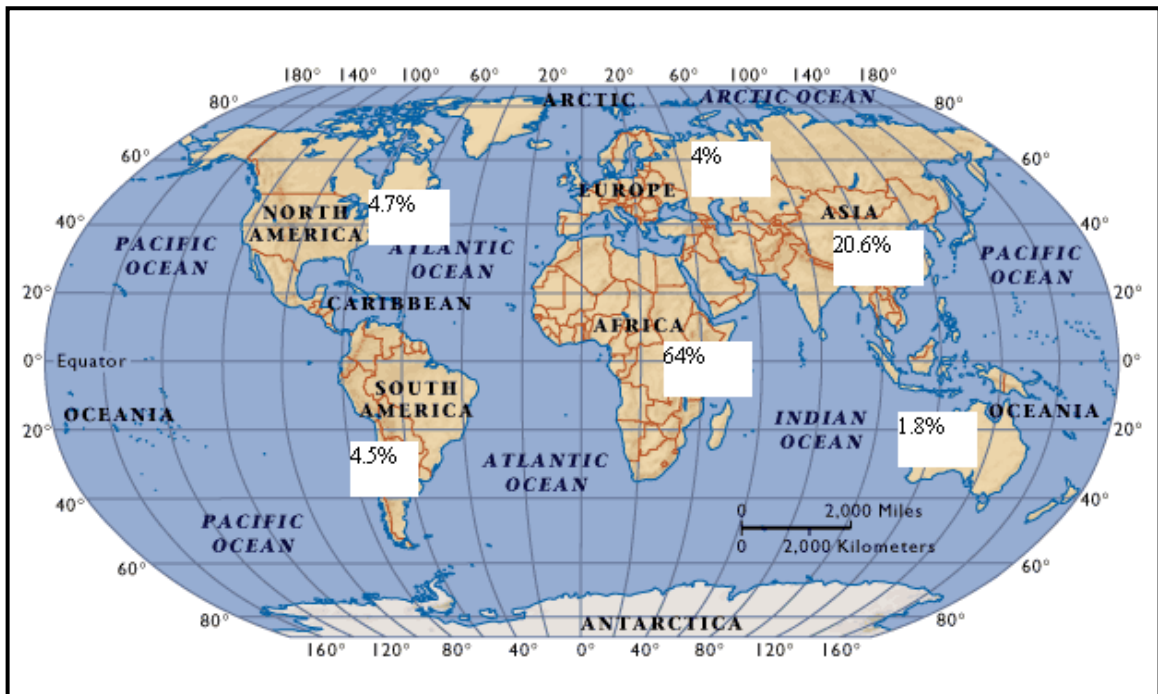 180° 140° 100° 60° 20° 20° 60° 100° 140° 180°
ARCTIC
ARCTIC OCEAN
80°
80°
60°
4%
60°
EUROPE
4.7%
NORTH
AMERICA
ASIA
40°
40°
PACIFIC
OCEAN
ATLANTIC
OCEAN
20.6%
PACIFIC
OCEAN
20°
20°
CARIBBEAN
AFRICA
64%
0°
Equator
0°
SOUTH
AMERICA
OCEANIA
INDIAN
OCEAN
1.8%
OCEANIA
20°
20°
4.5%
ATLANTIC
OCEAN
40°
40°
0 2,000 Miles
0 2,000 Kilometers
PACIFIC
OCEAN
60°
60°
80°
80°
ANTARCTICA
160° 120° 80° 40° 0° 40° 80° 120° 160°